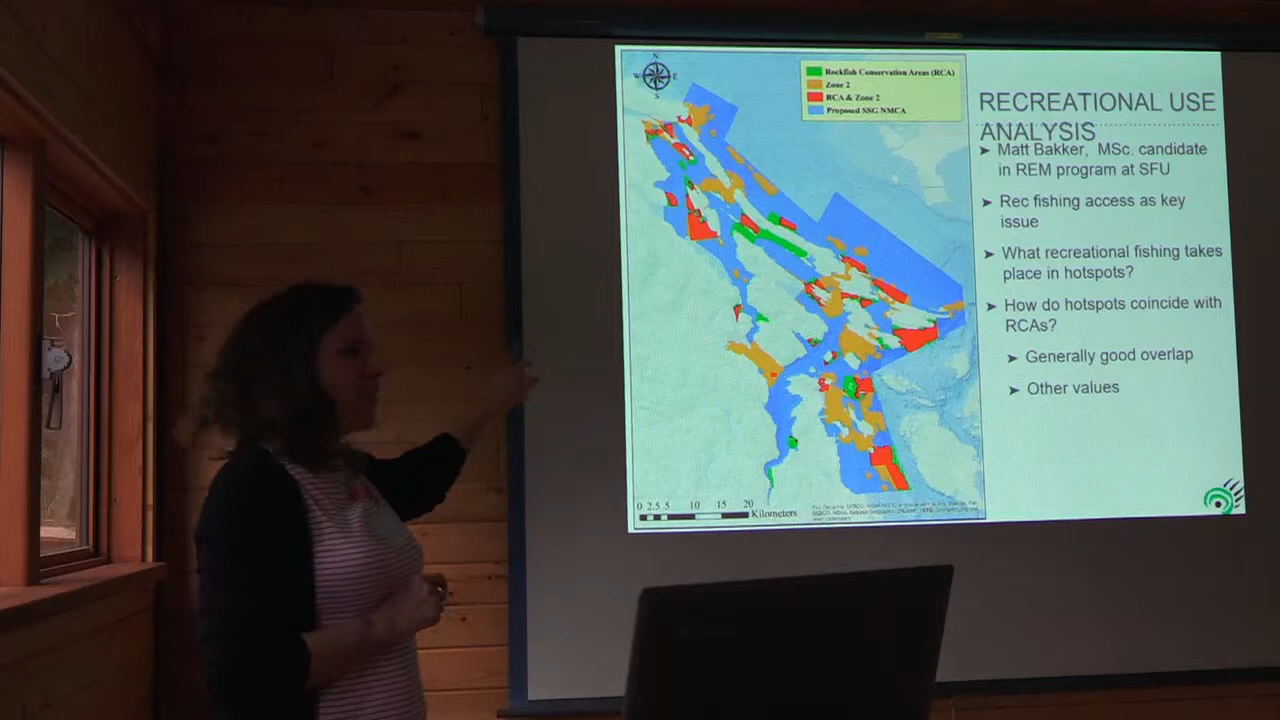 N
W
E
S
Rockfish Conservation Areas (RCA)
Zone 2
RCA & Zone 2
Proposed SSG NMCA
RECREATIONAL USE
ANALYSIS
➤ Matt Bakker, MSc. candidate
in REM program at SFU
➤ Rec fishing access as key
issue
➤ What recreational fishing takes
place in hotspots?
➤ How do hotspots coincide with
RCAs?
➤ Generally good overlap
➤ Other values
0 2.5 5 10 15 20
Kilometers